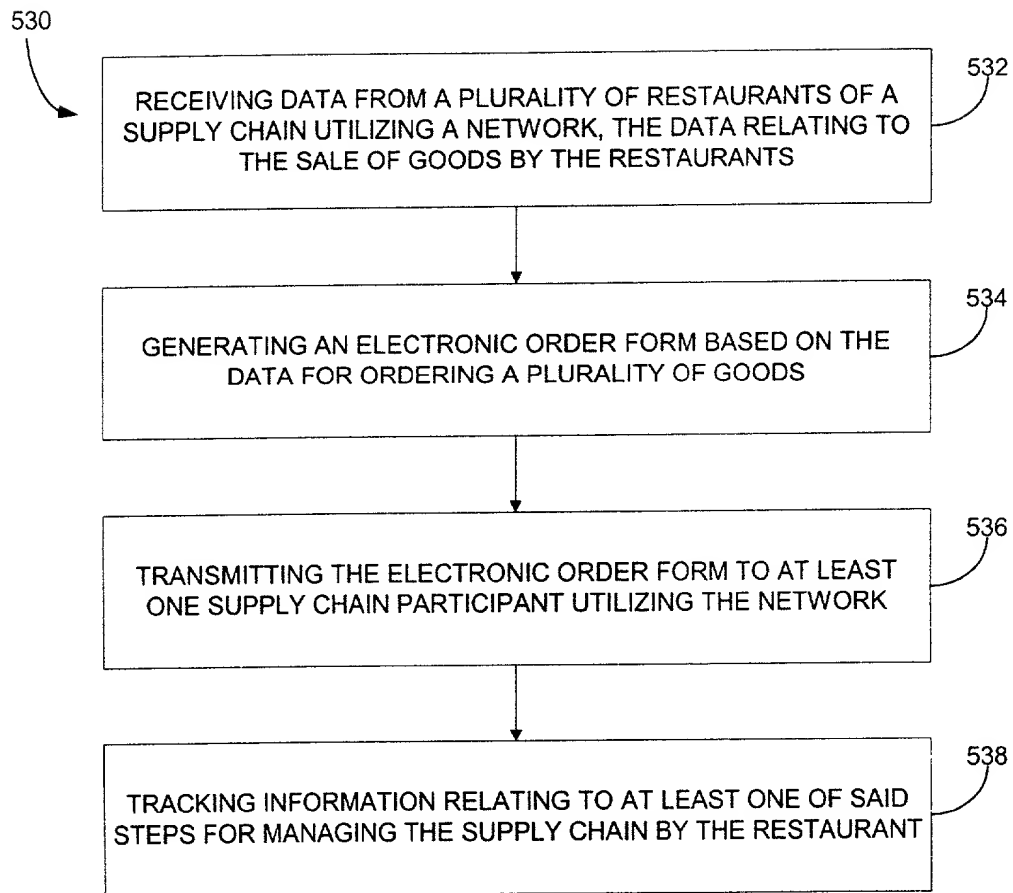 530
532
RECEIVING DATA FROM A PLURALITY OF RESTAURANTS OF A
SUPPLY CHAIN UTILIZING A NETWORK, THE DATA RELATING TO
THE SALE OF GOODS BY THE RESTAURANTS
534
GENERATING AN ELECTRONIC ORDER FORM BASED ON THE
DATA FOR ORDERING A PLURALITY OF GOODS
536
TRANSMITTING THE ELECTRONIC ORDER FORM TO AT LEAST
ONE SUPPLY CHAIN PARTICIPANT UTILIZING THE NETWORK
538
TRACKING INFORMATION RELATING TO AT LEAST ONE OF SAID
STEPS FOR MANAGING THE SUPPLY CHAIN BY THE RESTAURANT